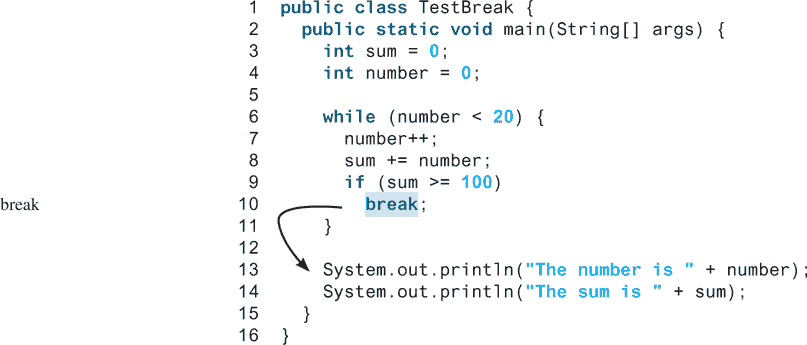 1 public class TestBreak {
2   public static void main(String[] args) {
3     int sum = 0;
4     int number = 0;
5
6     while (number < 20) {
7       number++;
8       sum += number;
9       if (sum >= 100)
break 10         break;
11     }
12
13     System.out.println("The number is " + number);
14     System.out.println("The sum is " + sum);
15   }
16 }